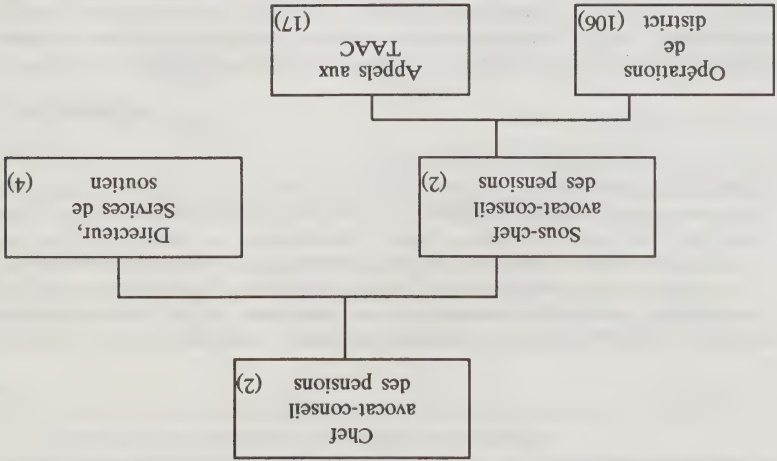 Chef
avocat-conseil
des pensions (2)
Sous-chef
avocat-conseil
des pensions (2)
Directeur,
Services de
soutien (4)
Opérations
de
district (106)
Appels aux
TAAC
(17)